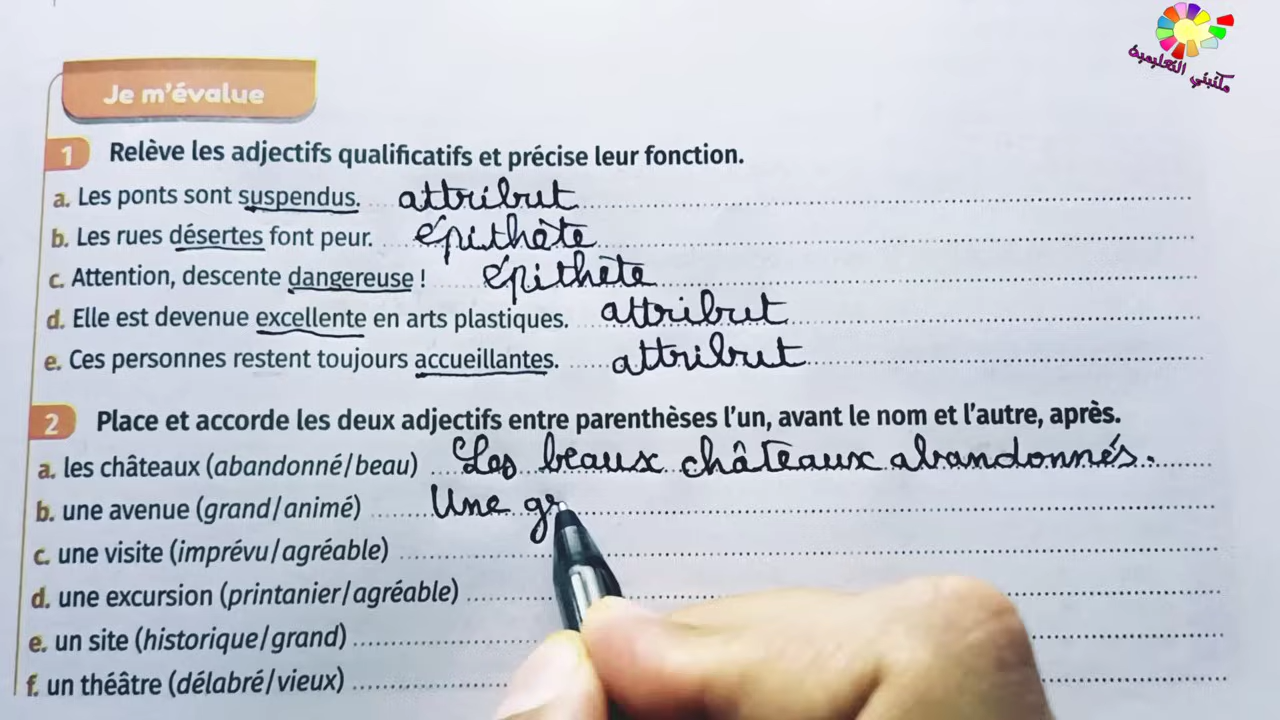 مكتبتي التعليمية
Je m'évalue
1 Relève les adjectifs qualificatifs et précise leur fonction.
a. Les ponts sont suspendus. attribut
b. Les rues désertes font peur. épithète
c. Attention, descente dangereuse ! épithète
d. Elle est devenue excellente en arts plastiques. attribut
e. Ces personnes restent toujours accueillantes. attribut
2 Place et accorde les deux adjectifs entre parenthèses l'un, avant le nom et l'autre, après.
a. les châteaux (abandonné/beau) Les beaux châteaux abandonnés.
b. une avenue (grand/animé) Une gr
c. une visite (imprévu/agréable)
d. une excursion (printanier/agréable)
e. un site (historique/grand)
f. un théâtre (délabré/vieux)